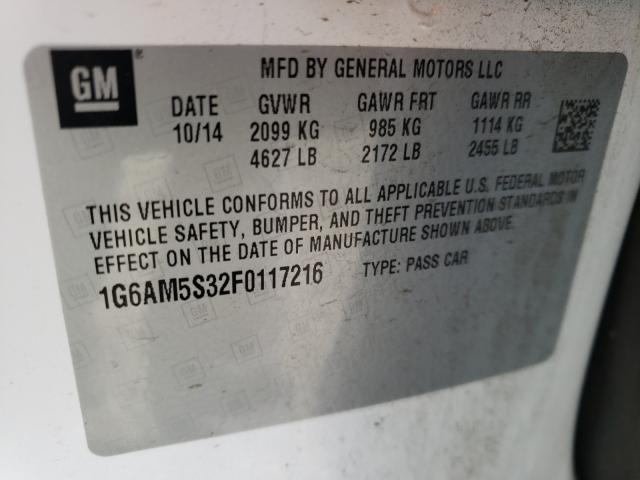 GM
MFD BY GENERAL MOTORS LLC
DATE GVWR GAWR FRT GAWR RR
10/14 2099 KG 985 KG 1114 KG
4627 LB 2172 LB 2455 LB
THIS VEHICLE CONFORMS TO ALL APPLICABLE U.S. FEDERAL MOTOR
VEHICLE SAFETY, BUMPER, AND THEFT PREVENTION STANDARDS IN
EFFECT ON THE DATE OF MANUFACTURE SHOWN ABOVE.
1G6AM5S32F0117216 TYPE: PASS CAR